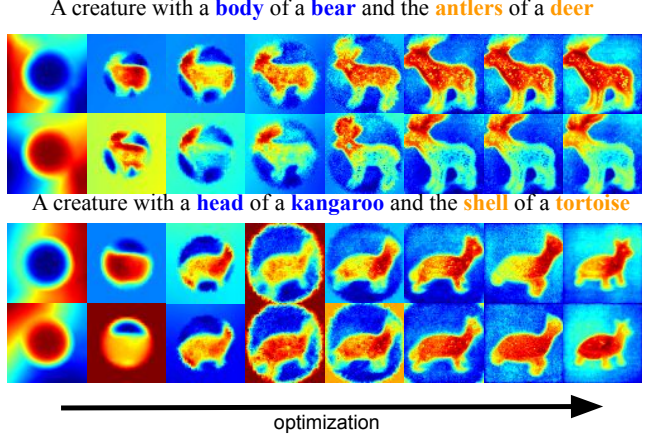 A creature with a body of a bear and the antlers of a deer
A creature with a head of a kangaroo and the shell of a tortoise
optimization